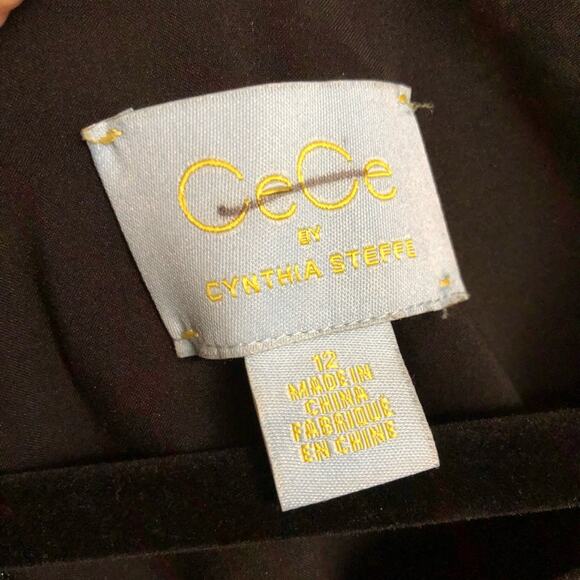 CeCe
BY
CYNTHIA STEFFE
12
MADE IN
CHINA
FABRIQUE
EN CHINE